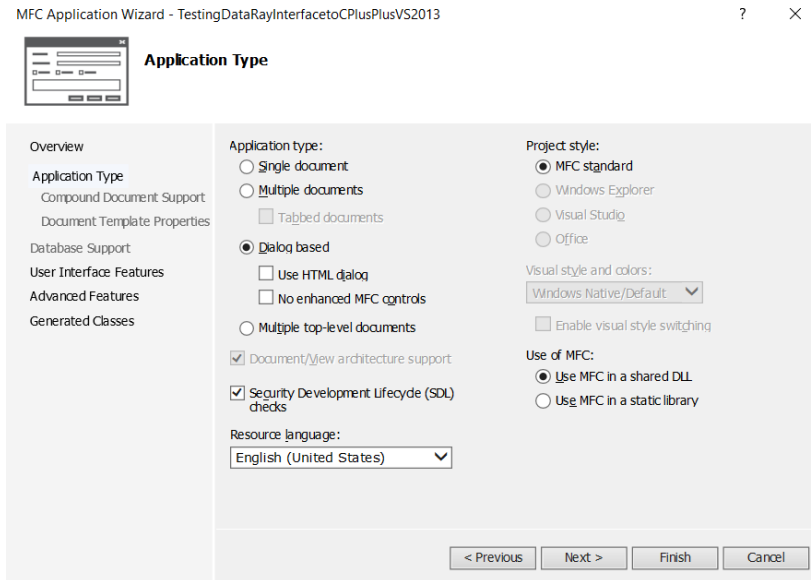 MFC Application Wizard - TestingDataRayInterfacetoCPlusPlusVS2013
?
Application Type
Overview
Application Type
Compound Document Support
Document Template Properties
Database Support
User Interface Features
Advanced Features
Generated Classes
Application type:
Single document
Multiple documents
Tabbed documents
Dialog based
Use HTML dialog
No enhanced MFC controls
Multiple top-level documents
Document/View architecture support
Security Development Lifecycle (SDL)
checks
Resource language:
English (United States)
Project style:
MFC standard
Windows Explorer
Visual Studio
Office
Visual style and colors:
Windows Native/Default
Enable visual style switching
Use of MFC:
Use MFC in a shared DLL
Use MFC in a static library
< Previous
Next >
Finish
Cancel